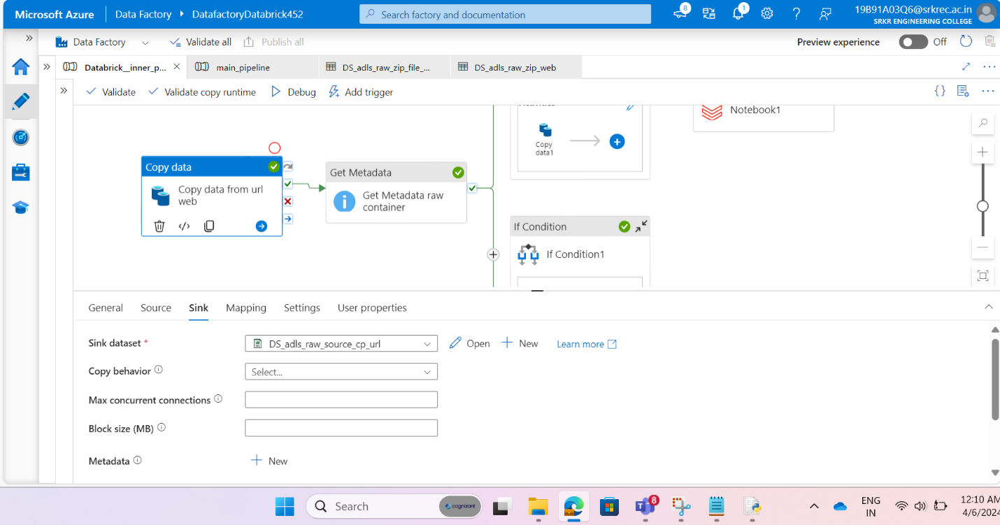 Microsoft Azure
Data Factory
DatafactoryDatabrick452
Search factory and documentation
8
1
19B91A03Q6@srkrec.ac.in
SRKR ENGINEERING COLLEGE
Data Factory
Validate all
Publish all
Preview experience
Off
Databrick__inner_p...
main_pipeline
DS_adls_raw_zip_file_...
DS_adls_raw_zip_web
Validate
Validate copy runtime
Debug
Add trigger
Copy data1
Notebook1
Copy data
Copy data from url
web
Get Metadata
Get Metadata raw
container
If Condition
If Condition1
General
Source
Sink
Mapping
Settings
User properties
Sink dataset *
DS_adls_raw_source_cp_url
Open
New
Learn more
Copy behavior
Select...
Max concurrent connections
Block size (MB)
Metadata
New
Search
cognizant
8
ENG
IN
12:10 AM
4/6/2024